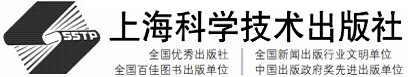 SSTP
上海科学技术出版社
全国优秀出版社 全国新闻出版行业文明单位
全国百佳图书出版单位 中国出版政府奖先进出版单位